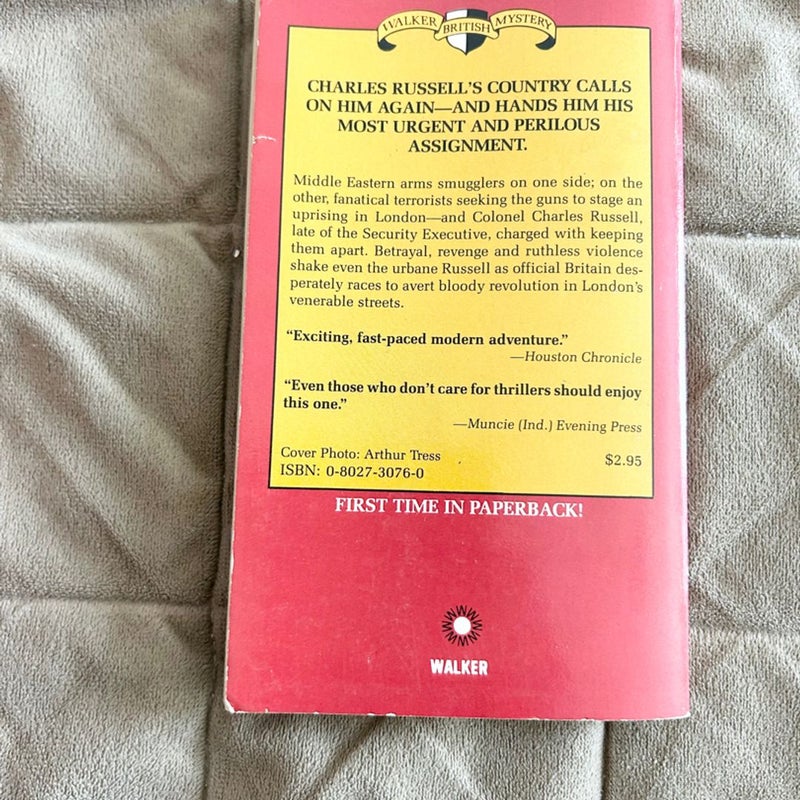 WALKER BRITISH MYSTERY
CHARLES RUSSELL'S COUNTRY CALLS
ON HIM AGAIN—AND HANDS HIM HIS
MOST URGENT AND PERILOUS
ASSIGNMENT.
Middle Eastern arms smugglers on one side; on the
other, fanatical terrorists seeking the guns to stage an
uprising in London—and Colonel Charles Russell,
late of the Security Executive, charged with keeping
them apart. Betrayal, revenge and ruthless violence
shake even the urbane Russell as official Britain des-
perately races to avert bloody revolution in London's
venerable streets.
"Exciting, fast-paced modern adventure."
—Houston Chronicle
"Even those who don't care for thrillers should enjoy
this one."
—Muncie (Ind.) Evening Press
Cover Photo: Arthur Tress
ISBN: 0-8027-3076-0 $2.95
FIRST TIME IN PAPERBACK!
WALKER